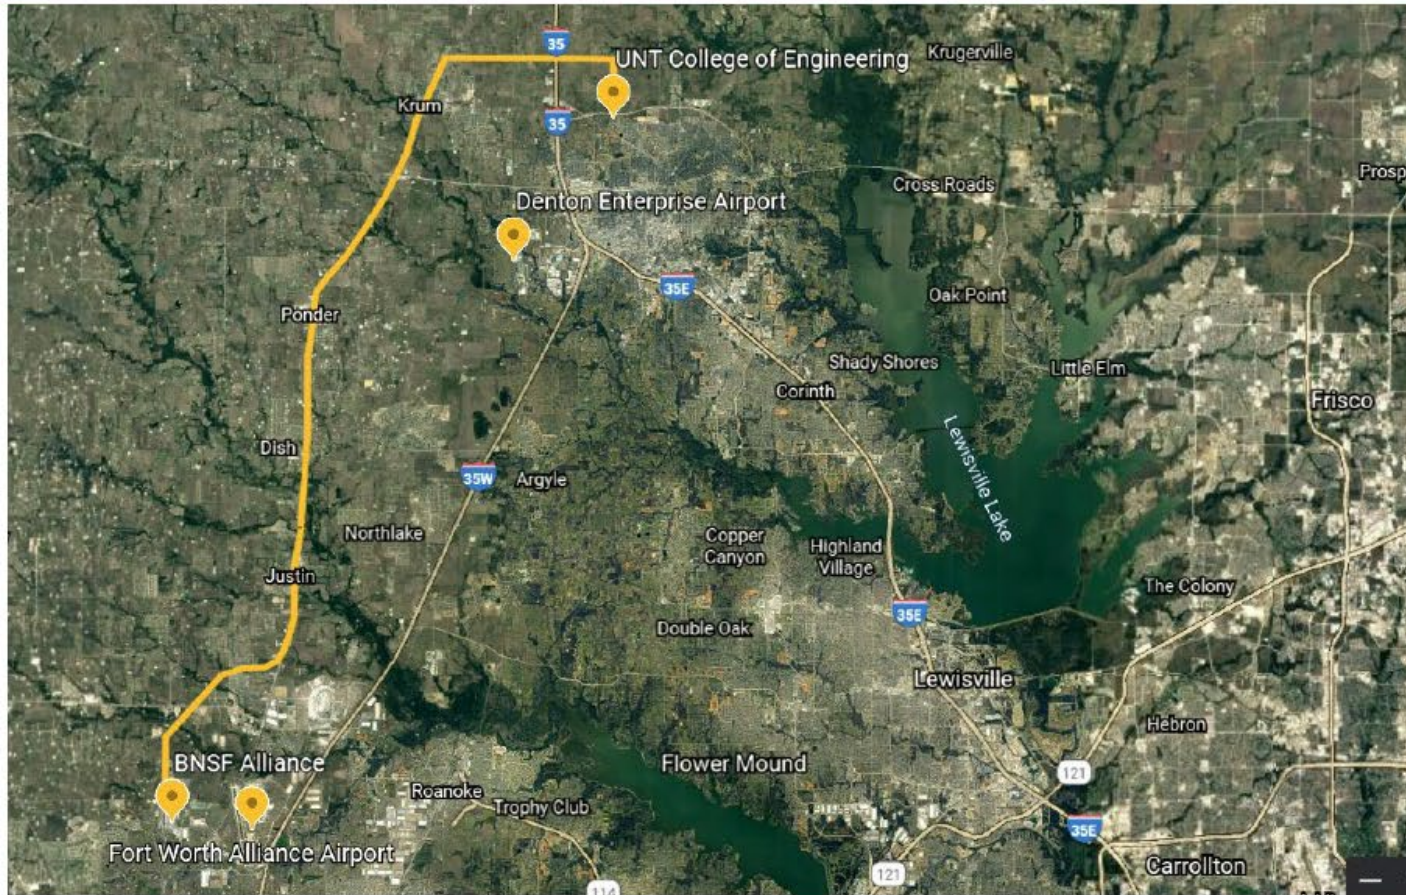 35
UNT College of Engineering
Krugerville
Krum
35
Prosp
Cross Roads
Denton Enterprise Airport
35E
Oak Point
Ponder
Shady Shores
Little Elm
Corinth
Frisco
Dish
Lewisville Lake
35W
Argyle
Northlake
Copper
Canyon
Highland
Village
Justin
The Colony
35E
Double Oak
Lewisville
Hebron
BNSF Alliance
Flower Mound
121
Roanoke
Trophy Club
35E
Fort Worth Alliance Airport
Carrollton
121
114